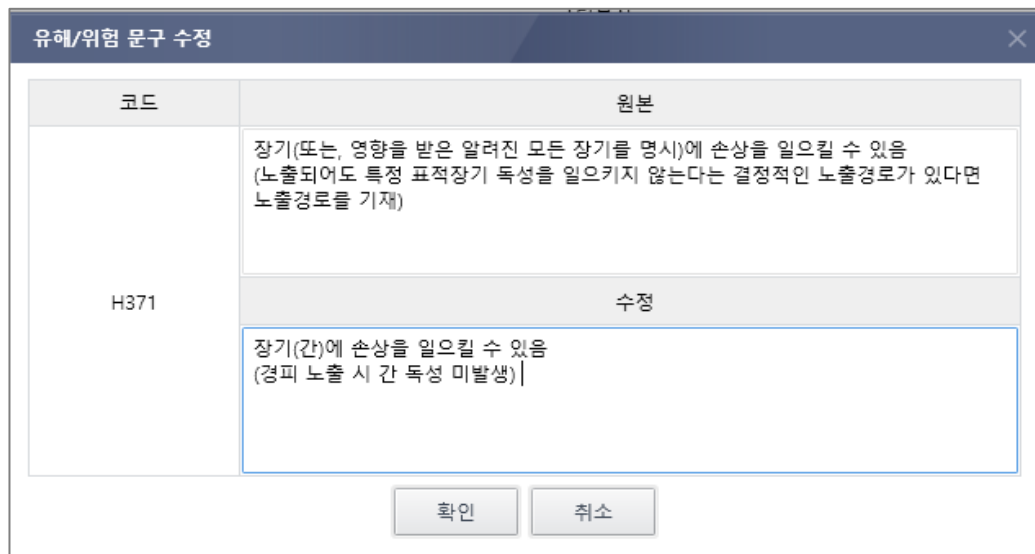 유해/위험 문구 수정
코드
원본
장기(또는, 영향을 받은 알려진 모든 장기를 명시)에 손상을 일으킬 수 있음
(노출되어도 특정 표적장기 독성을 일으키지 않는다는 결정적인 노출경로가 있다면
노출경로를 기재)
H371
수정
장기(간)에 손상을 일으킬 수 있음
(경피 노출 시 간 독성 미발생)
확인
취소